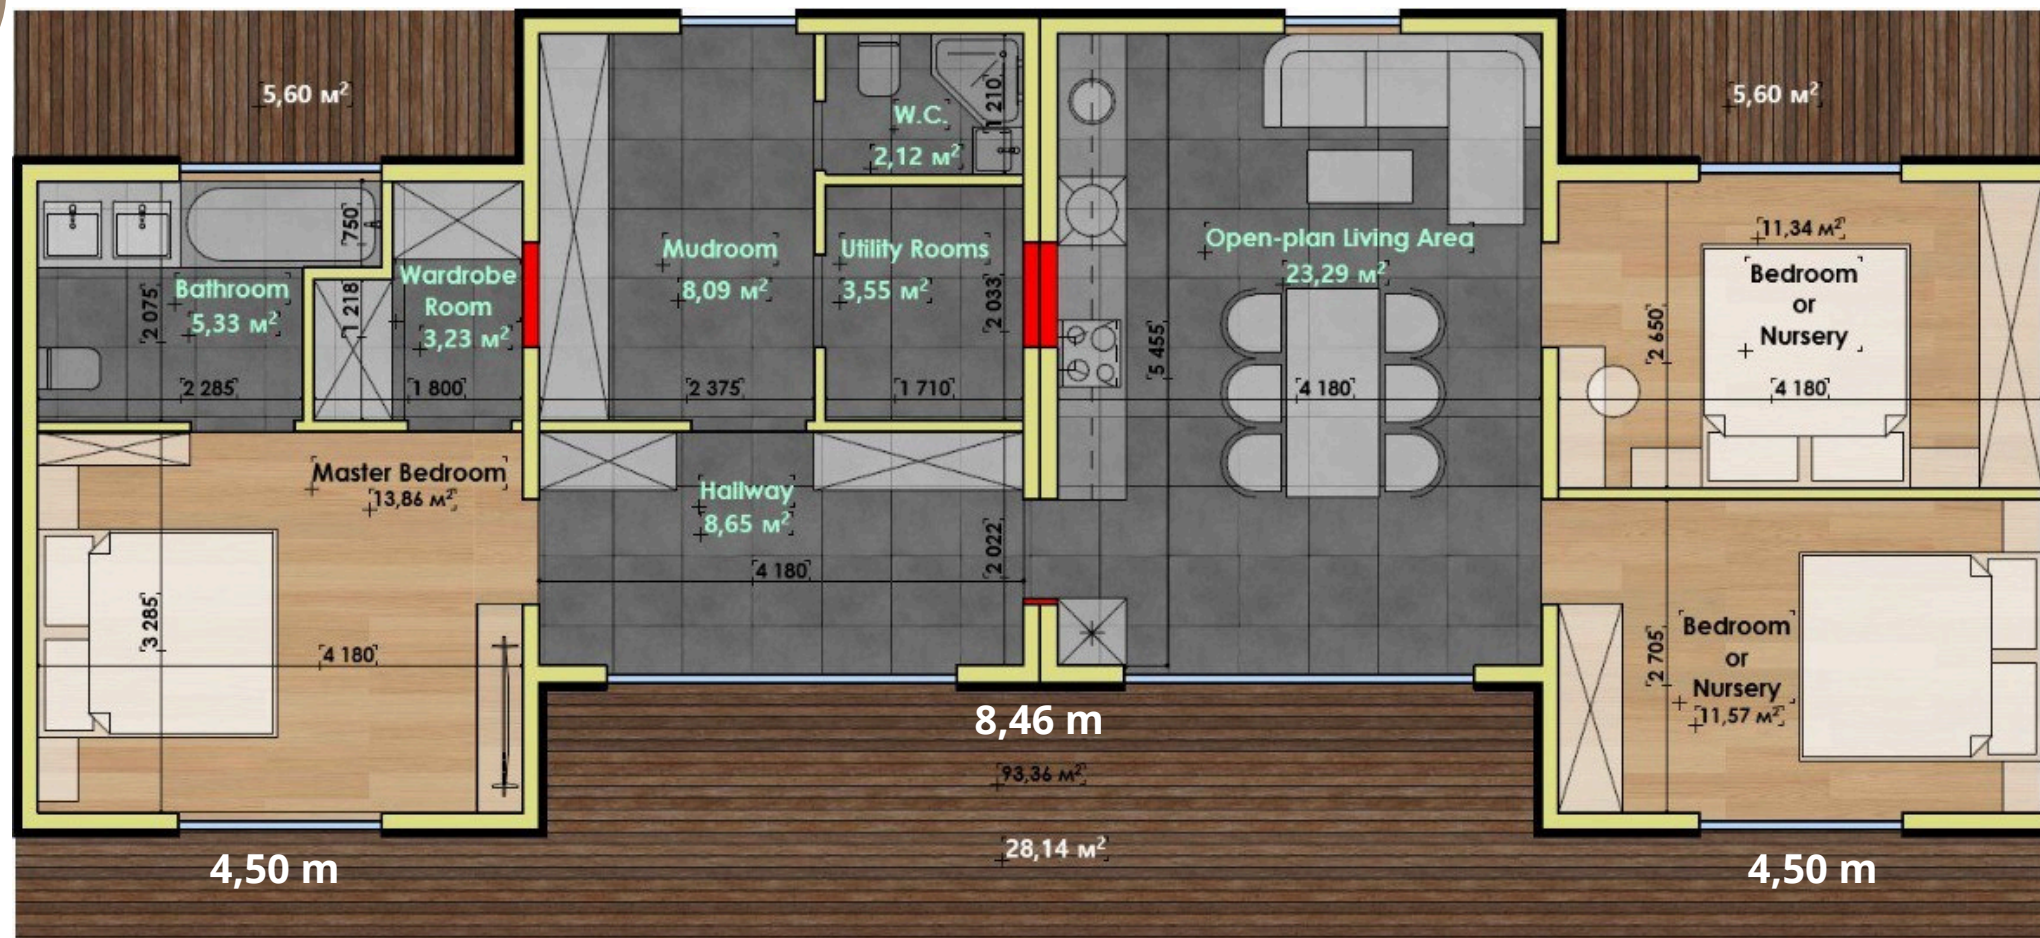 5,60 м²
5,60 м²
W.C.
2,12 м²
1 210
Bathroom
5,33 м²
750
2 075
2 285
Wardrobe
Room
3,23 м²
1 218
1 800
Mudroom
8,09 м²
2 375
Utility Rooms
3,55 м²
2 033
1 710
Open-plan Living Area
23,29 м²
5 455
4 180
11,34 м²
Bedroom
or
Nursery
2 650
4 180
Master Bedroom
13,86 м²
3 285
4 180
Hallway
8,65 м²
2 022
4 180
Bedroom
or
Nursery
11,57 м²
2 705
8,46 m
93,36 м²
28,14 м²
4,50 m
4,50 m